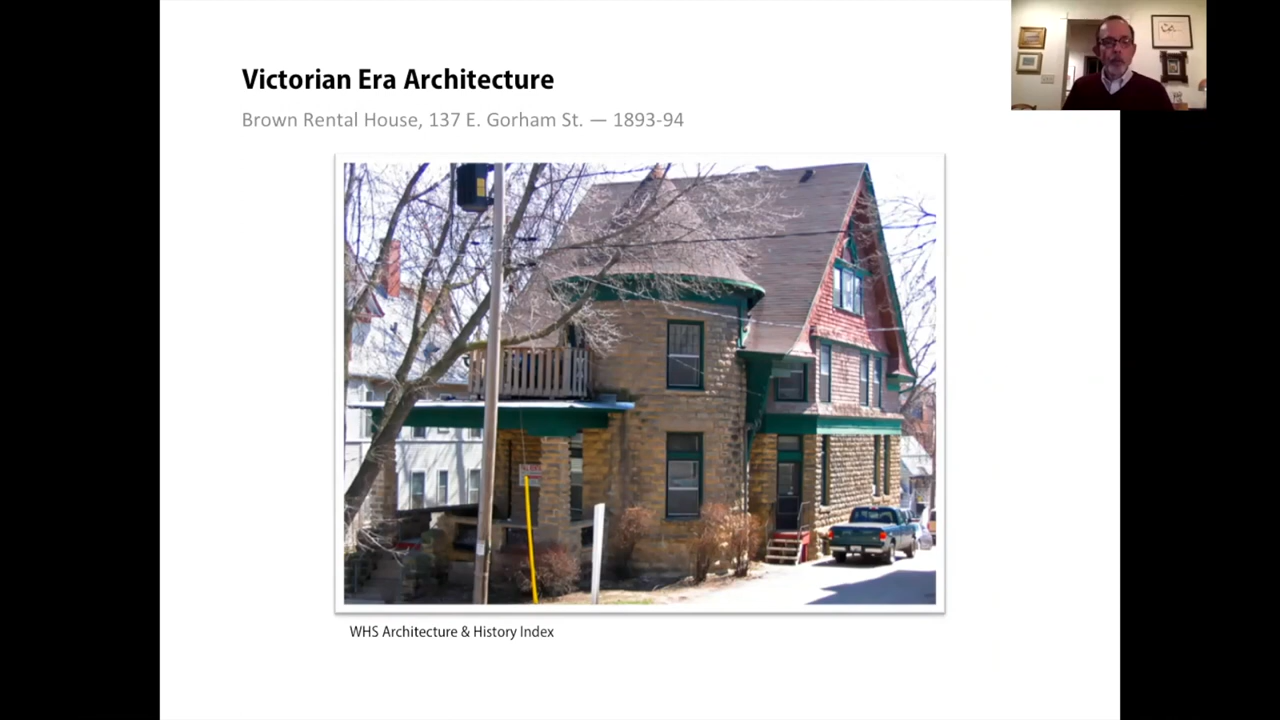 Victorian Era Architecture
Brown Rental House, 137 E. Gorham St. — 1893-94
WHS Architecture & History Index